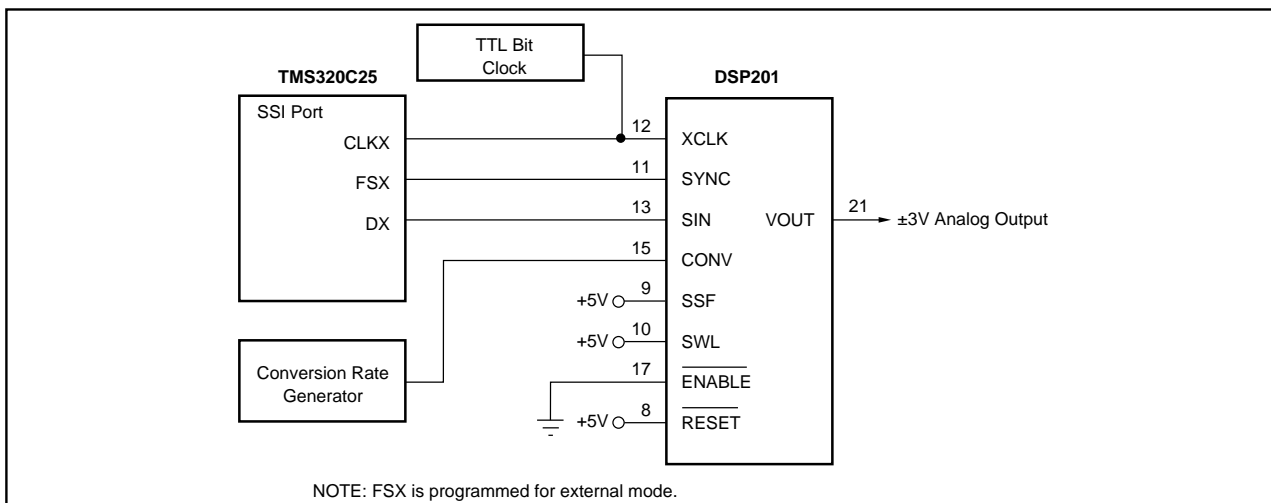 TTL Bit
Clock
TMS320C25
DSP201
SSI Port
CLKX
12
XCLK
FSX
11
SYNC
DX
13
SIN
VOUT
21
±3V Analog Output
15
CONV
+5V
9
SSF
+5V
10
SWL
Conversion Rate
Generator
17
ENABLE
+5V
8
RESET
NOTE: FSX is programmed for external mode.